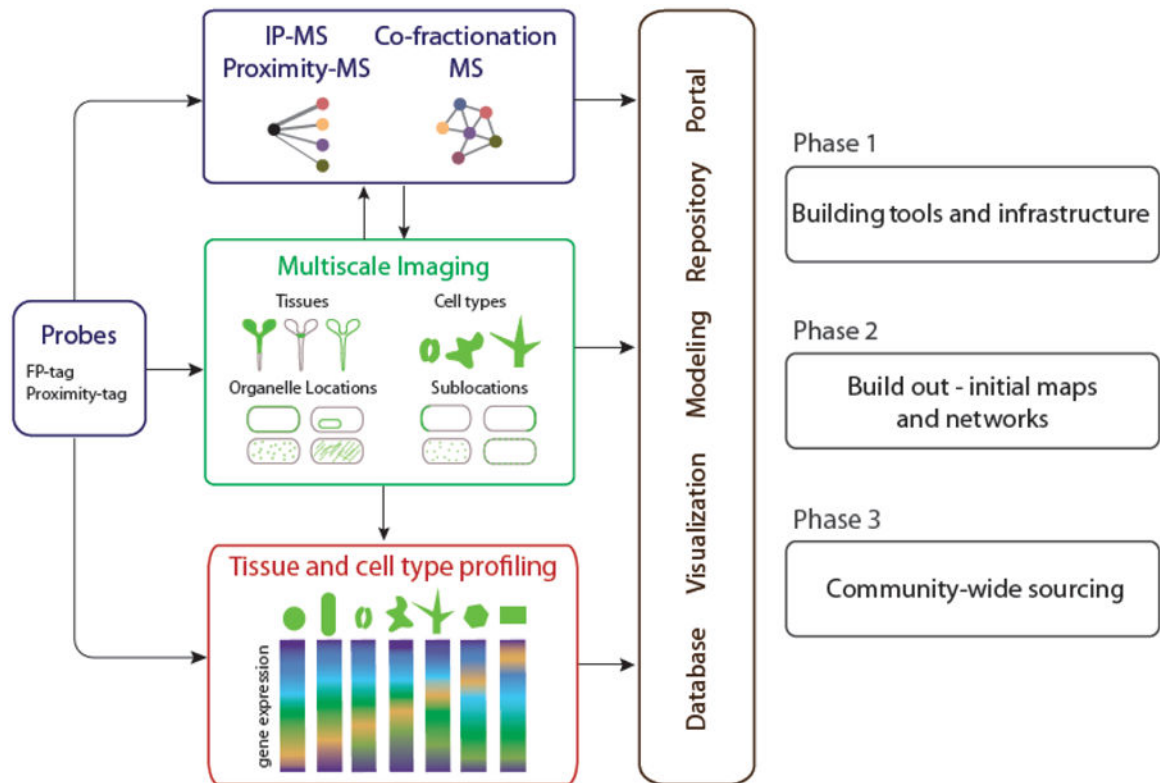 IP-MS
Proximity-MS
Co-fractionation
MS
Multiscale Imaging
Tissues
Cell types
Organelle Locations
Sublocations
Probes
FP-tag
Proximity-tag
Tissue and cell type profiling
gene expression
Database Visualization Modeling Repository Portal
Phase 1
Building tools and infrastructure
Phase 2
Build out - initial maps
and networks
Phase 3
Community-wide sourcing